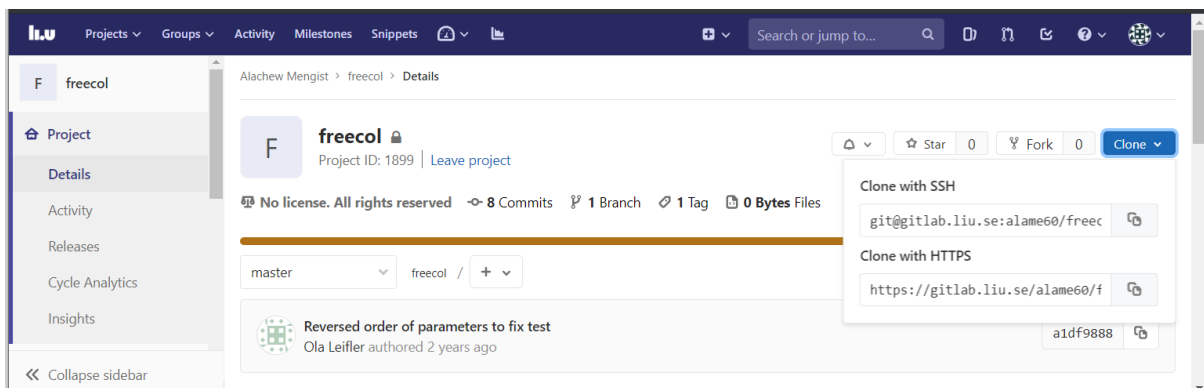 li.u Projects Groups Activity Milestones Snippets Search or jump to...
F freecol
Project
Details
Activity
Releases
Cycle Analytics
Insights
Collapse sidebar
Alachew Mengist > freecol > Details
F
freecol
Project ID: 1899 Leave project
Star 0 Fork 0 Clone
No license. All rights reserved 8 Commits 1 Branch 1 Tag 0 Bytes Files
Clone with SSH
git@gitlab.liu.se:alame60/freec
Clone with HTTPS
https://gitlab.liu.se/alame60/f
master freecol / +
Reversed order of parameters to fix test
Ola Leifler authored 2 years ago
a1df9888